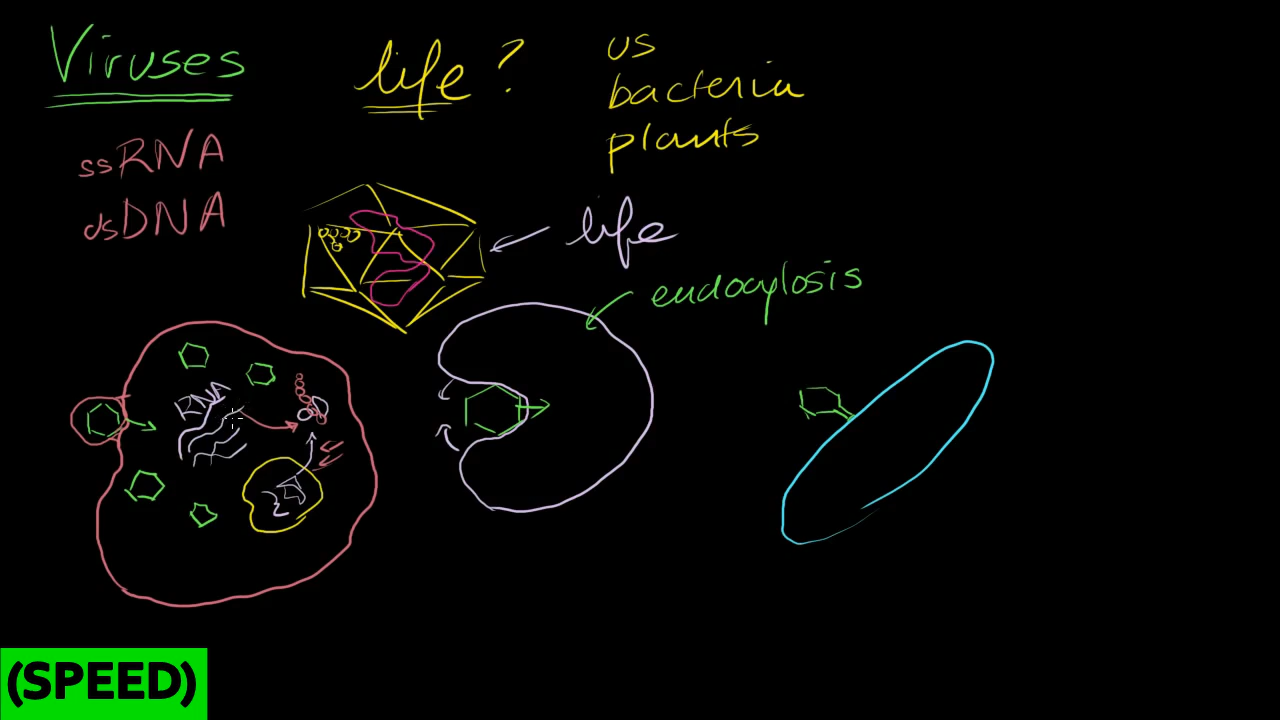 Viruses
life?
us
bacteria
plants
ssRNA
dsDNA
life
endocytosis
RNA
(SPEED)